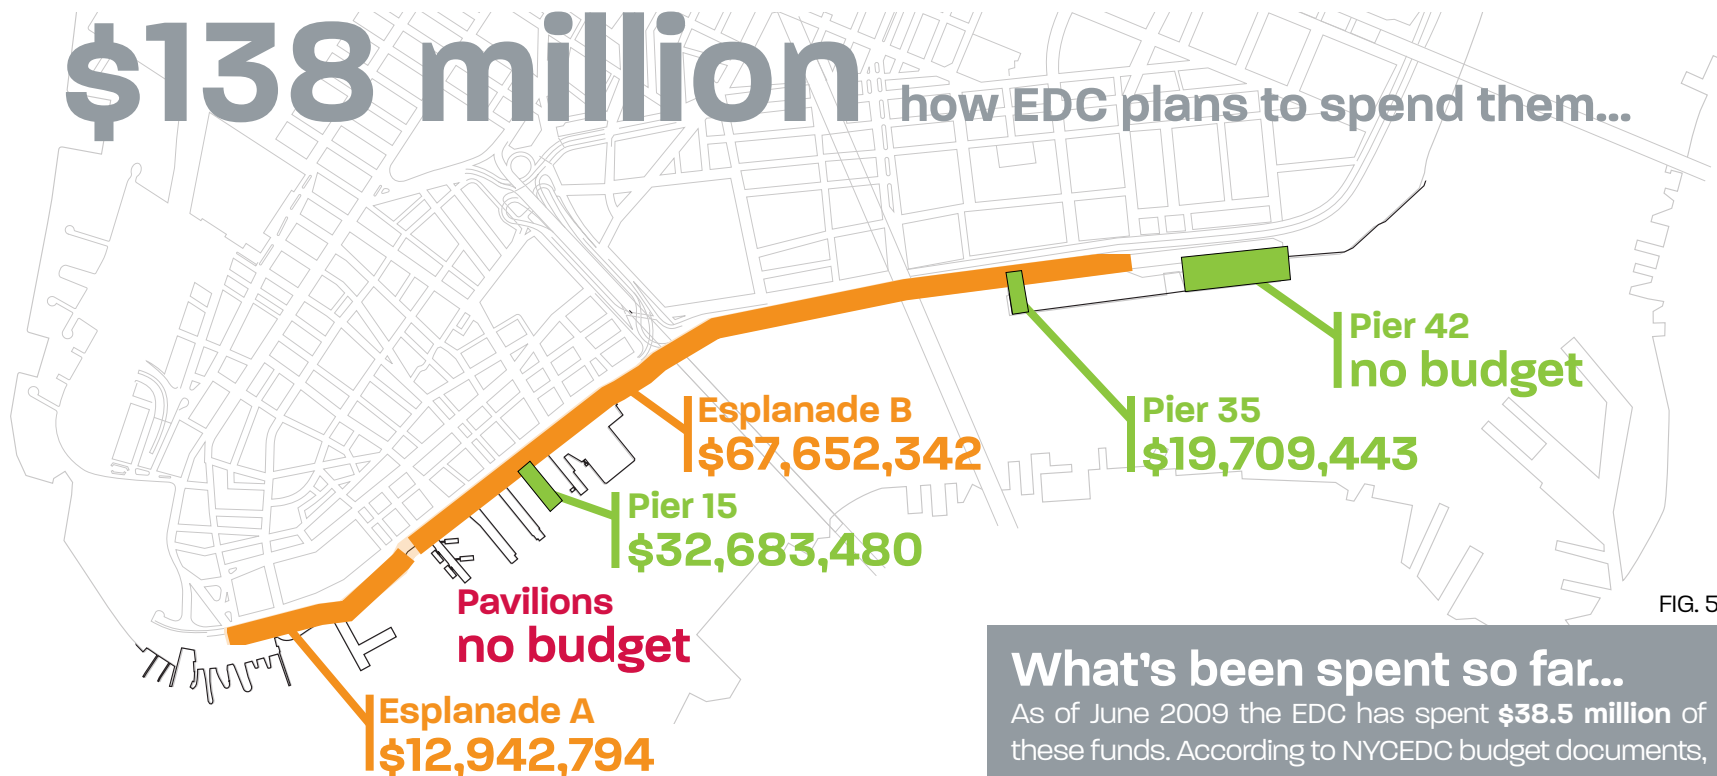 $138 million how EDC plans to spend them...
Pier 42
no budget
Esplanade B
$67,652,342
Pier 35
$19,709,443
Pier 15
$32,683,480
Pavilions
no budget
FIG. 5
Esplanade A
$12,942,794
What's been spent so far...
As of June 2009 the EDC has spent $38.5 million of
these funds. According to NYCEDC budget documents,